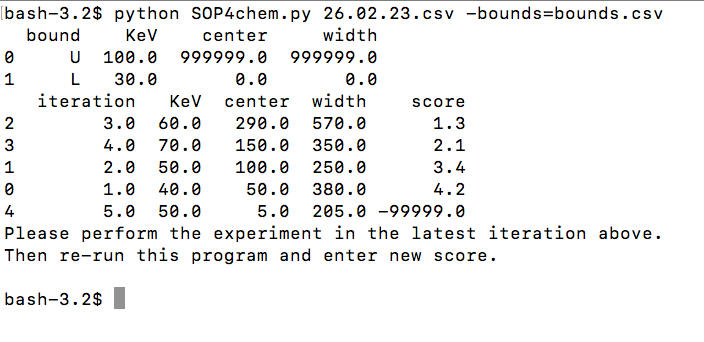 bash-3.2$ python SOP4chem.py 26.02.23.csv -bounds=bounds.csv
  bound    KeV    center     width
0     U  100.0  999999.0  999999.0
1     L   30.0       0.0       0.0
   iteration   KeV  center  width    score
2        3.0  60.0   290.0  570.0      1.3
3        4.0  70.0   150.0  350.0      2.1
1        2.0  50.0   100.0  250.0      3.4
0        1.0  40.0    50.0  380.0      4.2
4        5.0  50.0     5.0  205.0 -99999.0
Please perform the experiment in the latest iteration above.
Then re-run this program and enter new score.
bash-3.2$